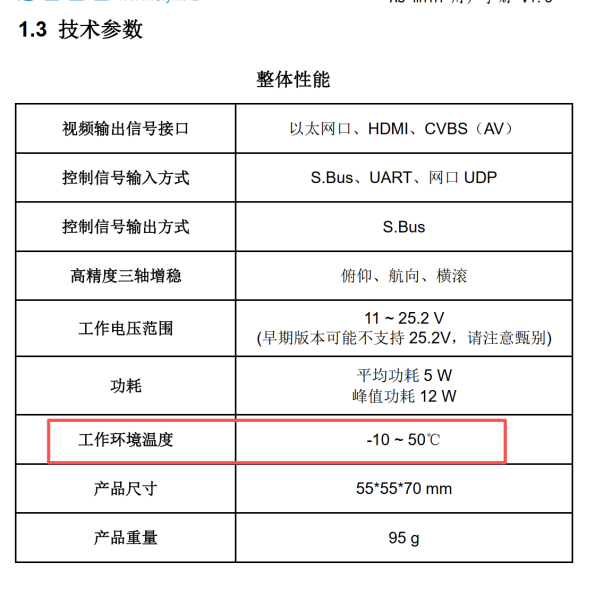 1.3 技术参数
整体性能
视频输出信号接口
以太网口、HDMI、CVBS（AV）
控制信号输入方式
S.Bus、UART、网口 UDP
控制信号输出方式
S.Bus
高精度三轴增稳
俯仰、航向、横滚
工作电压范围
11 ~ 25.2 V
(早期版本可能不支持 25.2V，请注意甄别)
功耗
平均功耗 5 W
峰值功耗 12 W
工作环境温度
-10 ~ 50℃
产品尺寸
55*55*70 mm
产品重量
95 g